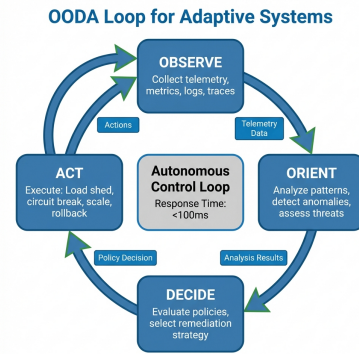 OODA Loop for Adaptive Systems
OBSERVE
Collect telemetry,
metrics, logs, traces
Actions
Telemetry
Data
ACT
Execute: Load shed,
circuit break, scale,
rollback
Autonomous
Control Loop
Response Time:
<100ms
ORIENT
Analyze patterns,
detect anomalies,
assess threats
Policy Decision
Analysis Results
DECIDE
Evaluate policies,
select remediation
strategy